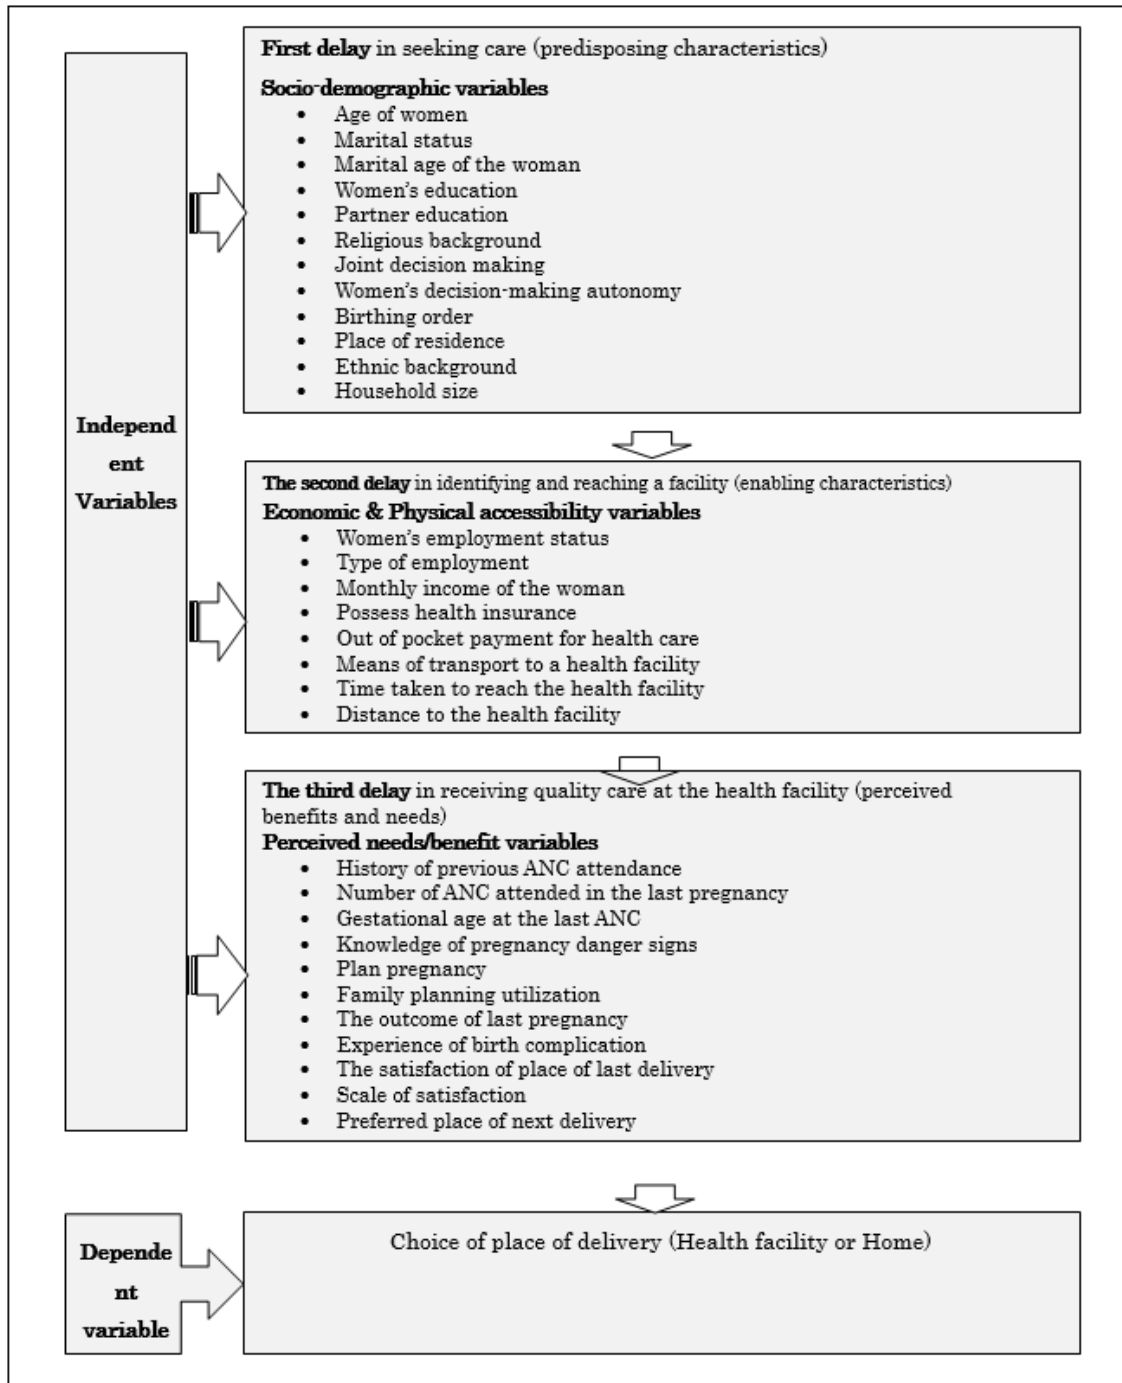 First delay in seeking care (predisposing characteristics)
Socio-demographic variables
• Age of women
• Marital status
• Marital age of the woman
• Women’s education
• Partner education
• Religious background
• Joint decision making
• Women’s decision-making autonomy
• Birthing order
• Place of residence
• Ethnic background
• Household size
Independ
ent
Variables
The second delay in identifying and reaching a facility (enabling characteristics)
Economic & Physical accessibility variables
• Women’s employment status
• Type of employment
• Monthly income of the woman
• Possess health insurance
• Out of pocket payment for health care
• Means of transport to a health facility
• Time taken to reach the health facility
• Distance to the health facility
The third delay in receiving quality care at the health facility (perceived
benefits and needs)
Perceived needs/benefit variables
• History of previous ANC attendance
• Number of ANC attended in the last pregnancy
• Gestational age at the last ANC
• Knowledge of pregnancy danger signs
• Plan pregnancy
• Family planning utilization
• The outcome of last pregnancy
• Experience of birth complication
• The satisfaction of place of last delivery
• Scale of satisfaction
• Preferred place of next delivery
Depende
nt
variable
Choice of place of delivery (Health facility or Home)